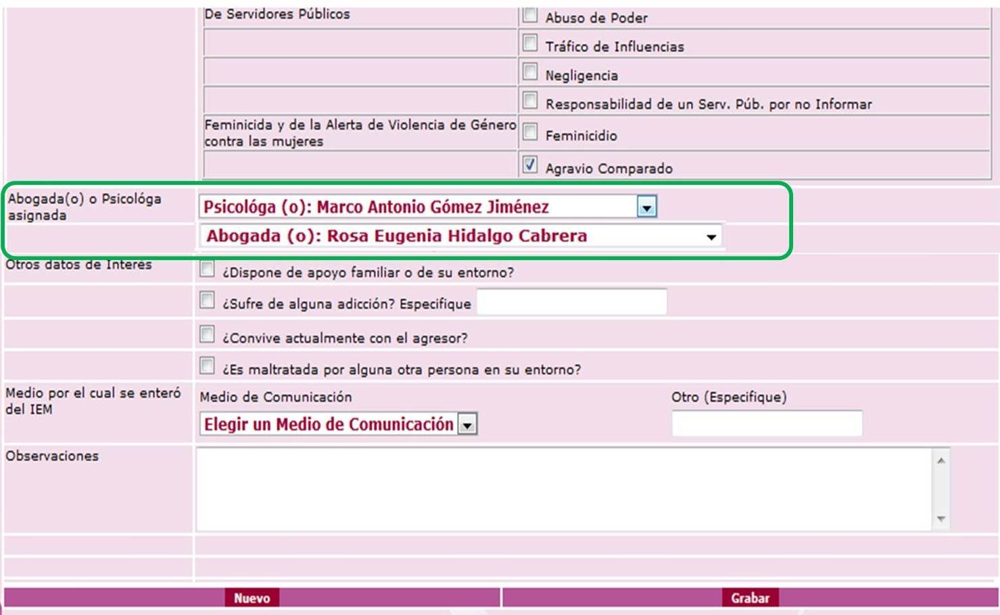 De Servidores Públicos
Abuso de Poder
Tráfico de Influencias
Negligencia
Responsabilidad de un Serv. Púb. por no Informar
Feminicida y de la Alerta de Violencia de Género
contra las mujeres
Feminicidio
Agravio Comparado
Abogada(o) o Psicológa
asignada
Psicológa (o): Marco Antonio Gómez Jiménez
Abogada (o): Rosa Eugenia Hidalgo Cabrera
Otros datos de Interés
¿Dispone de apoyo familiar o de su entorno?
¿Sufre de alguna adicción? Especifique
¿Convive actualmente con el agresor?
¿Es maltratada por alguna otra persona en su entorno?
Medio por el cual se enteró
del IEM
Medio de Comunicación
Otro (Especifique)
Elegir un Medio de Comunicación
Observaciones
Nuevo
Grabar